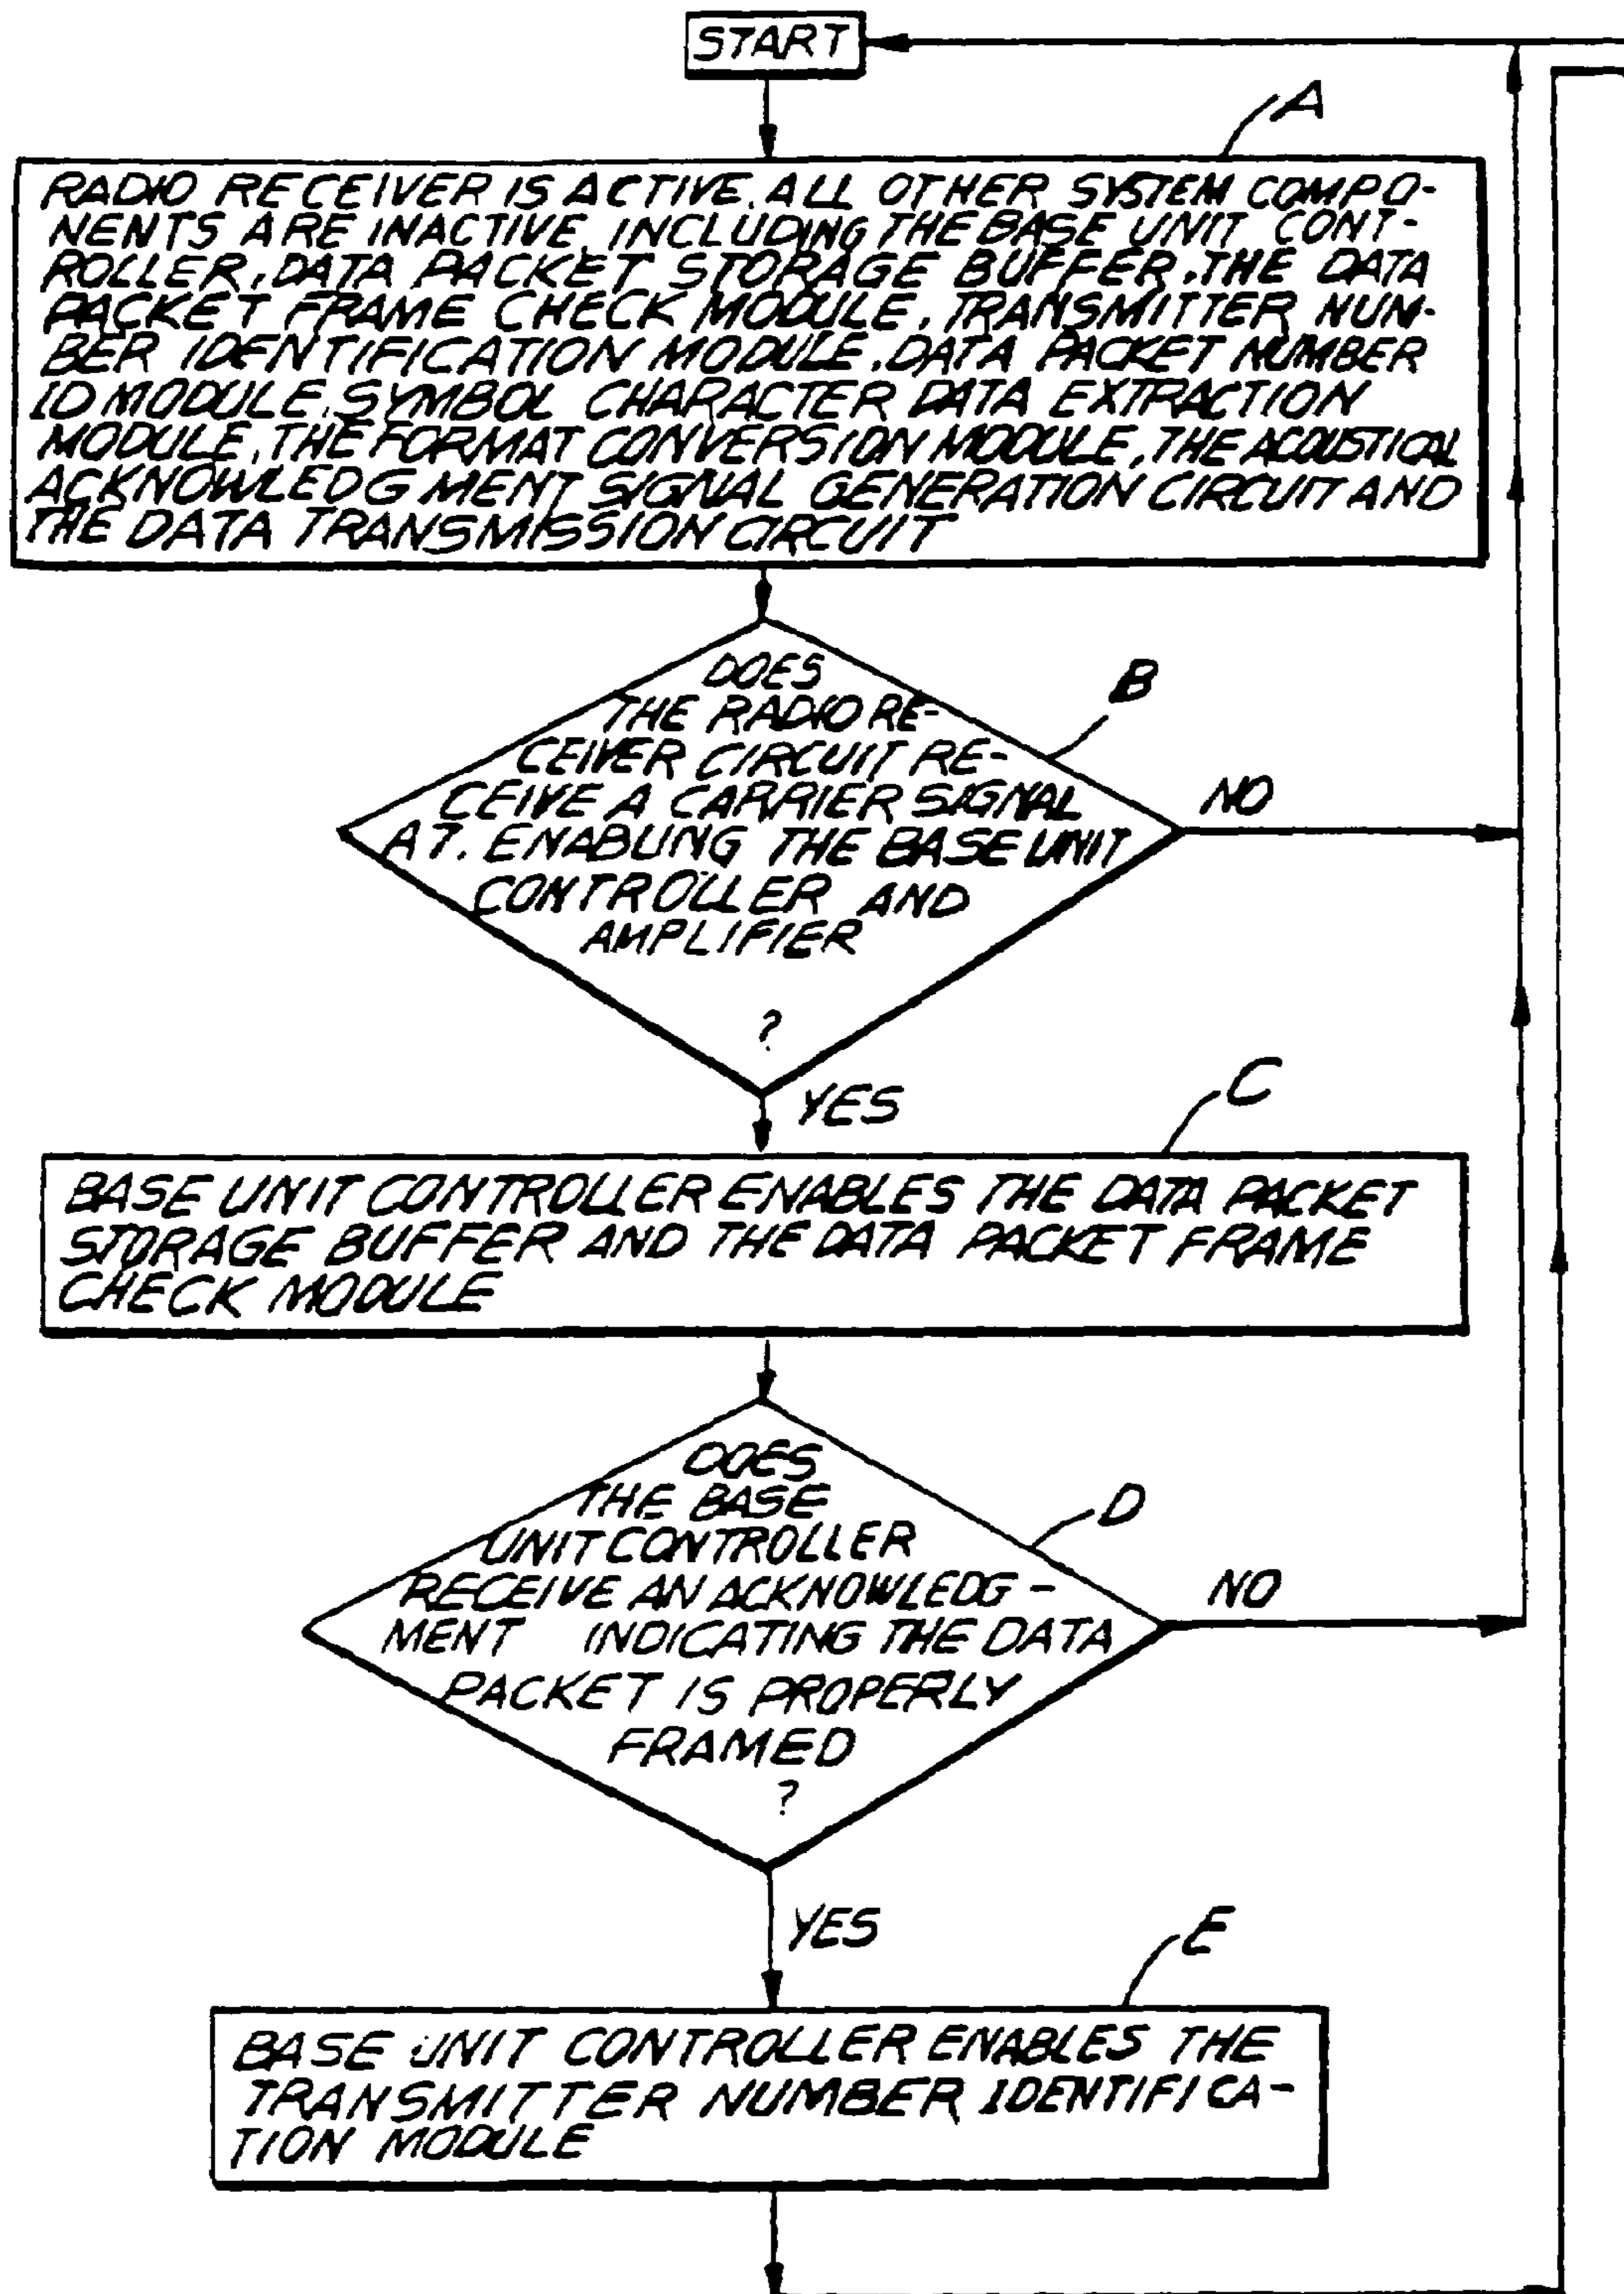 START
A
RADIO RECEIVER IS ACTIVE. ALL OTHER SYSTEM COMPO-
NENTS ARE INACTIVE, INCLUDING THE BASE UNIT CONT-
ROLLER, DATA PACKET STORAGE BUFFER, THE DATA
PACKET FRAME CHECK MODULE, TRANSMITTER NUM-
BER IDENTIFICATION MODULE, DATA PACKET NUMBER
ID MODULE, SYMBOL CHARACTER DATA EXTRACTION
MODULE, THE FORMAT CONVERSION MODULE, THE ACOUSTICAL
ACKNOWLEDGMENT SIGNAL GENERATION CIRCUIT AND
THE DATA TRANSMISSION CIRCUIT
B
DOES
THE RADIO RE-
CEIVER CIRCUIT RE-
CEIVE A CARRIER SIGNAL
AT. ENABLING THE BASE UNIT
CONTROLLER AND
AMPLIFIER
?
NO
YES
C
BASE UNIT CONTROLLER ENABLES THE DATA PACKET
STORAGE BUFFER AND THE DATA PACKET FRAME
CHECK MODULE
D
DOES
THE BASE
UNIT CONTROLLER
RECEIVE AN ACKNOWLEDG-
MENT INDICATING THE DATA
PACKET IS PROPERLY
FRAMED
?
NO
YES
E
BASE UNIT CONTROLLER ENABLES THE
TRANSMITTER NUMBER IDENTIFICA-
TION MODULE